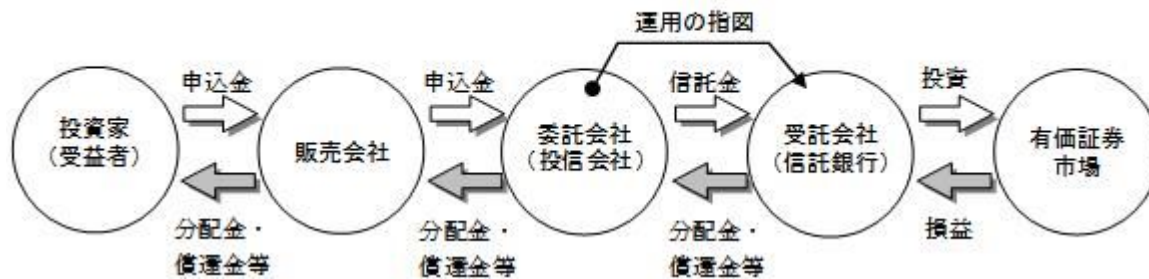 運用の指図
申込金
申込金
信託金
投資
投資家
(受益者)
販売会社
委託会社
(投信会社)
受託会社
(信託銀行)
有価証券
市場
分配金・
償還金等
分配金・
償還金等
分配金・
償還金等
損益